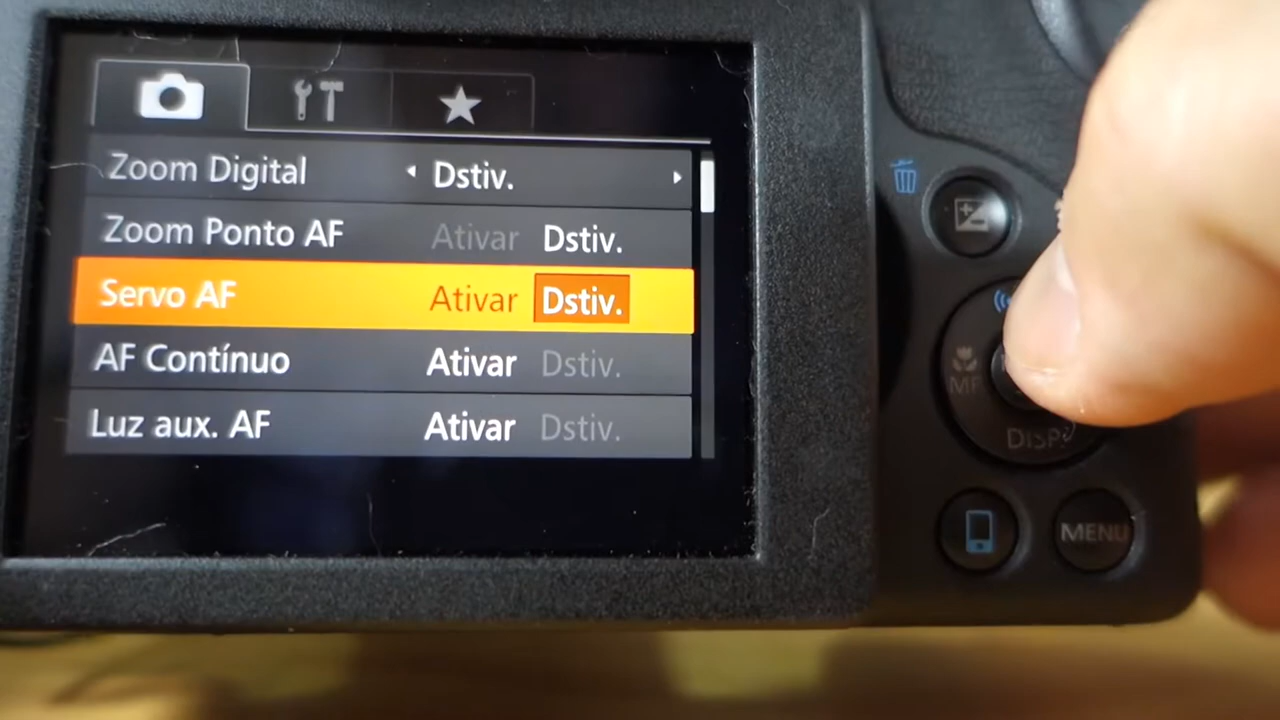 Zoom Digital Dstiv.
Zoom Ponto AF Ativar Dstiv.
Servo AF Ativar Dstiv.
AF Contínuo Ativar Dstiv.
Luz aux. AF Ativar Dstiv.
MF
DISP.
MENU